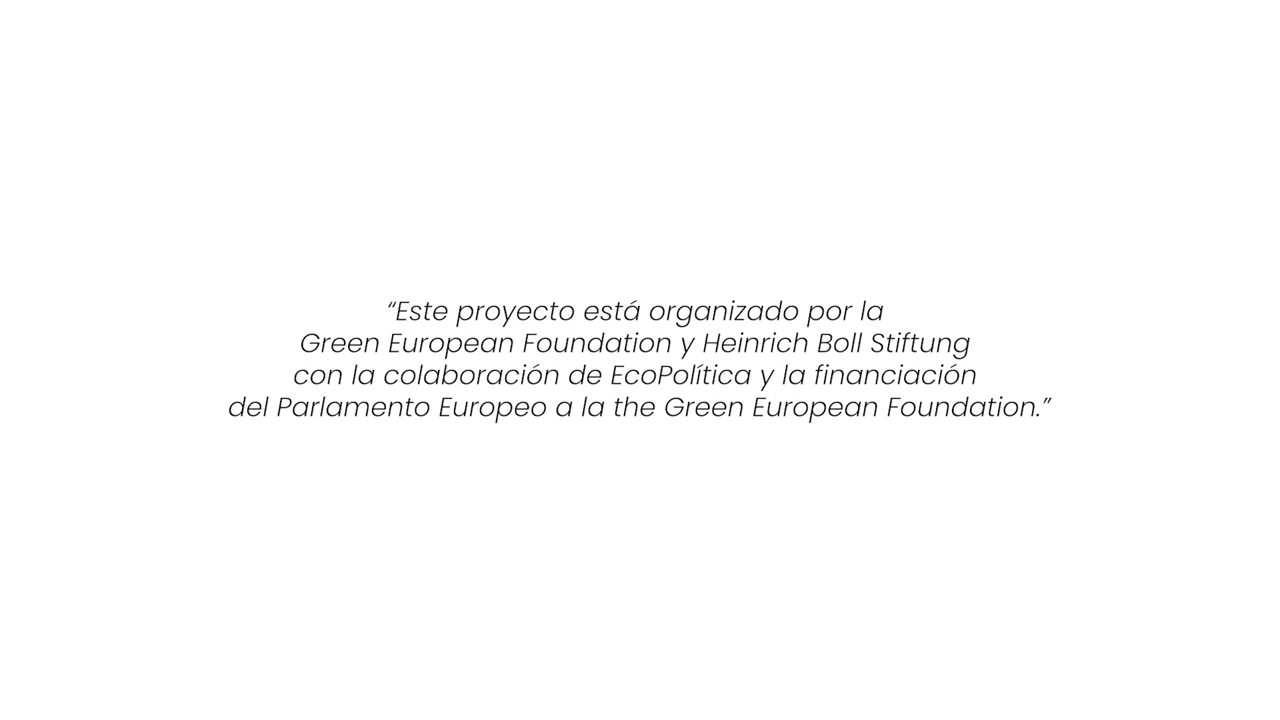 “Este proyecto está organizado por la
Green European Foundation y Heinrich Boll Stiftung
con la colaboración de EcoPolítica y la financiación
del Parlamento Europeo a la the Green European Foundation.”